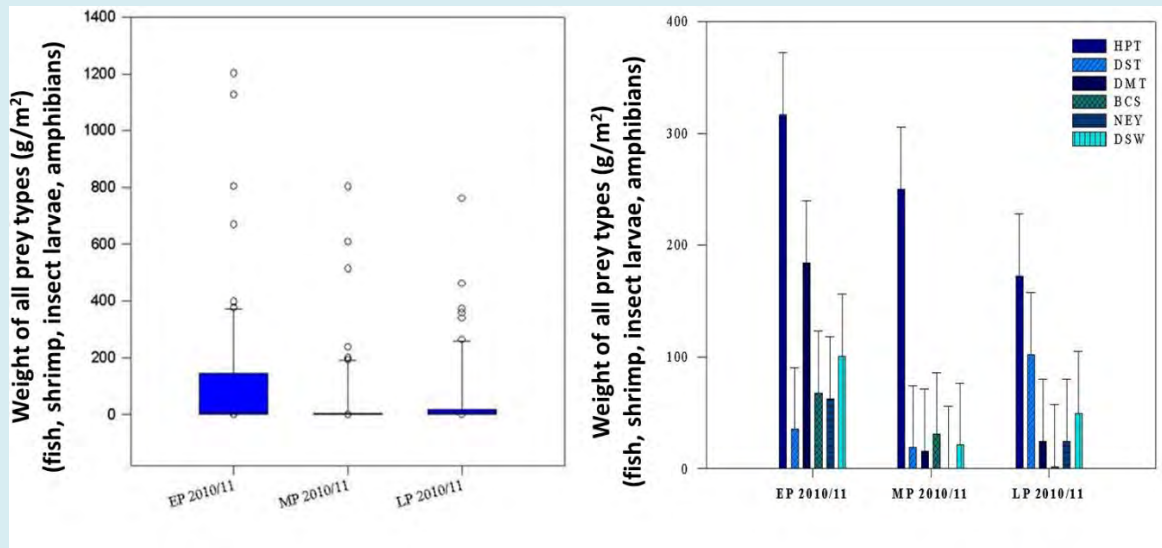 Weight of all prey types (g/m²)
(fish, shrimp, insect larvae, amphibians)
1400
1200
1000
800
600
400
200
0
EP 2010/11
MP 2010/11
LP 2010/11
Weight of all prey types (g/m²)
(fish, shrimp, insect larvae, amphibians)
400
300
200
100
0
HPT
DST
DMT
BCS
NEY
DSW
EP 2010/11
MP 2010/11
LP 2010/11